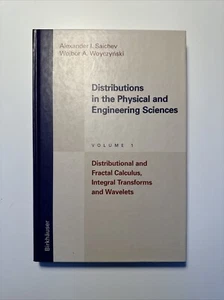 Alexander I. Saichev
Wojbor A. Woyczyński
Distributions
in the Physical and
Engineering Sciences
VOLUME 1
Distributional and
Fractal Calculus,
Integral Transforms
and Wavelets
Birkhäuser